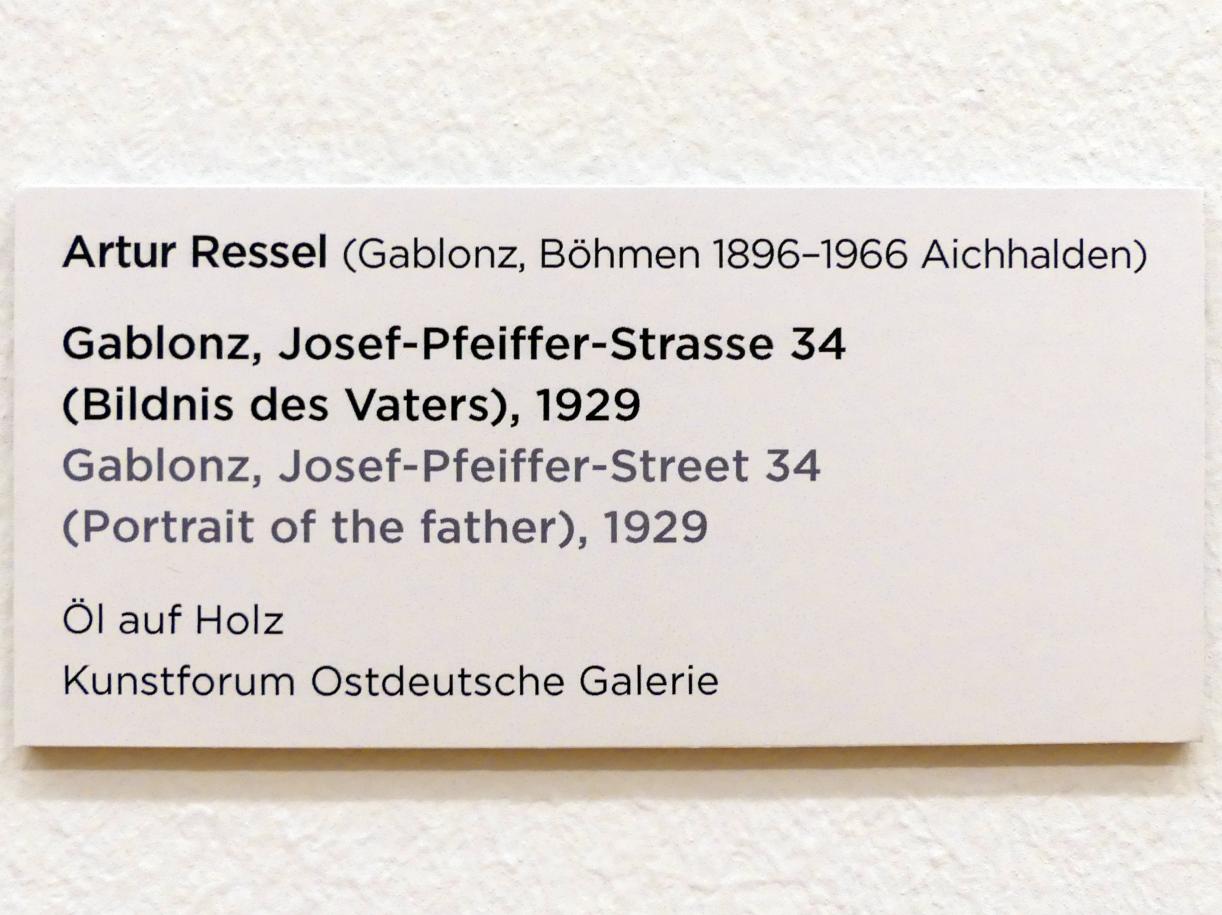 Artur Ressel (Gablonz, Böhmen 1896–1966 Aichhalden)
Gablonz, Josef-Pfeiffer-Strasse 34
(Bildnis des Vaters), 1929
Gablonz, Josef-Pfeiffer-Street 34
(Portrait of the father), 1929
Öl auf Holz
Kunstforum Ostdeutsche Galerie